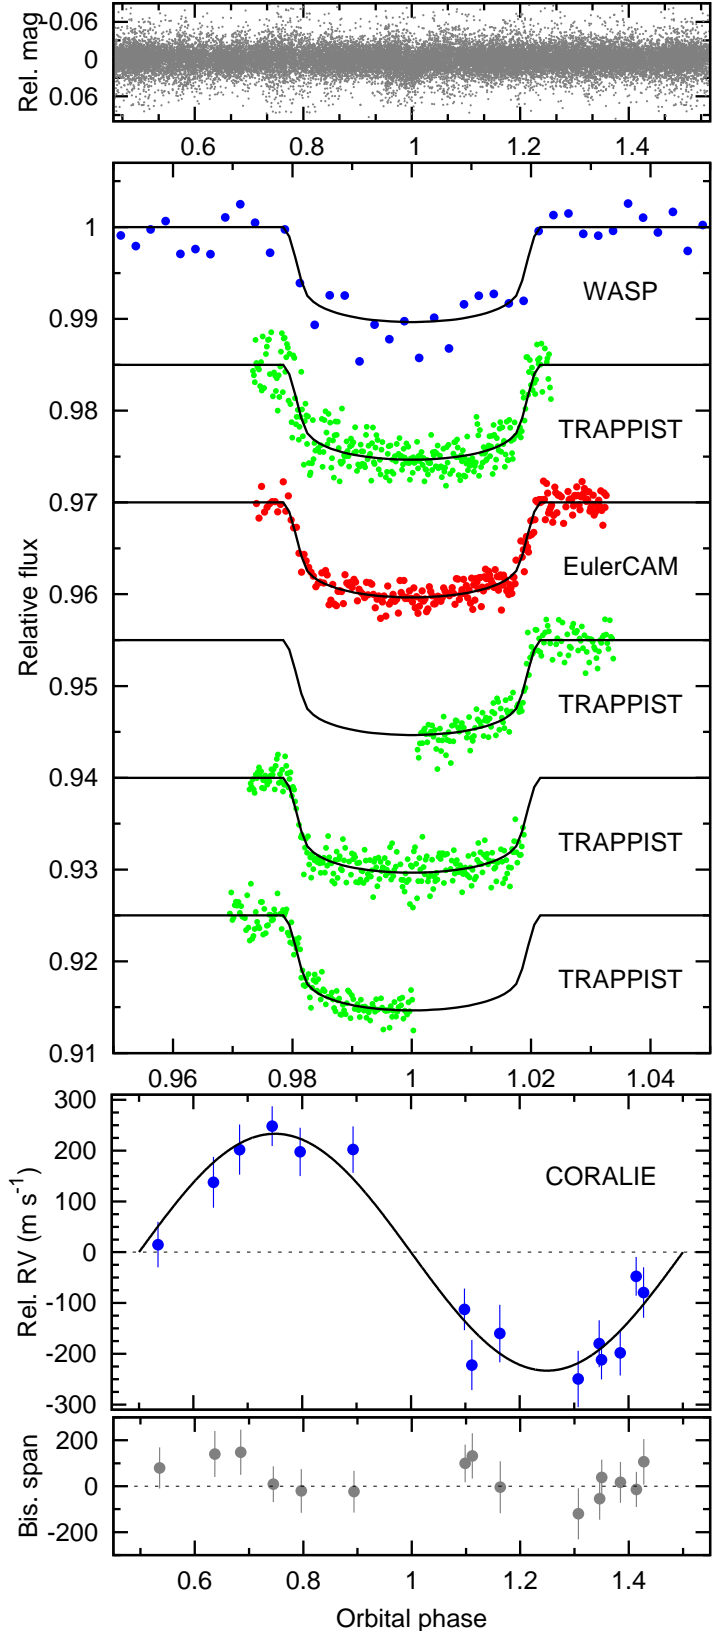 Rel. mag
-0.06
0
0.06
0.6 0.8 1 1.2 1.4
Relative flux
1
WASP
0.99
0.98
TRAPPIST
0.97
EulerCAM
0.96
0.95
TRAPPIST
0.94
TRAPPIST
0.93
0.92
TRAPPIST
0.91
0.96 0.98 1 1.02 1.04
Rel. RV (m s⁻¹)
300
200
CORALIE
100
0
-100
-200
-300
Bis. span
200
0
-200
0.6 0.8 1 1.2 1.4
Orbital phase